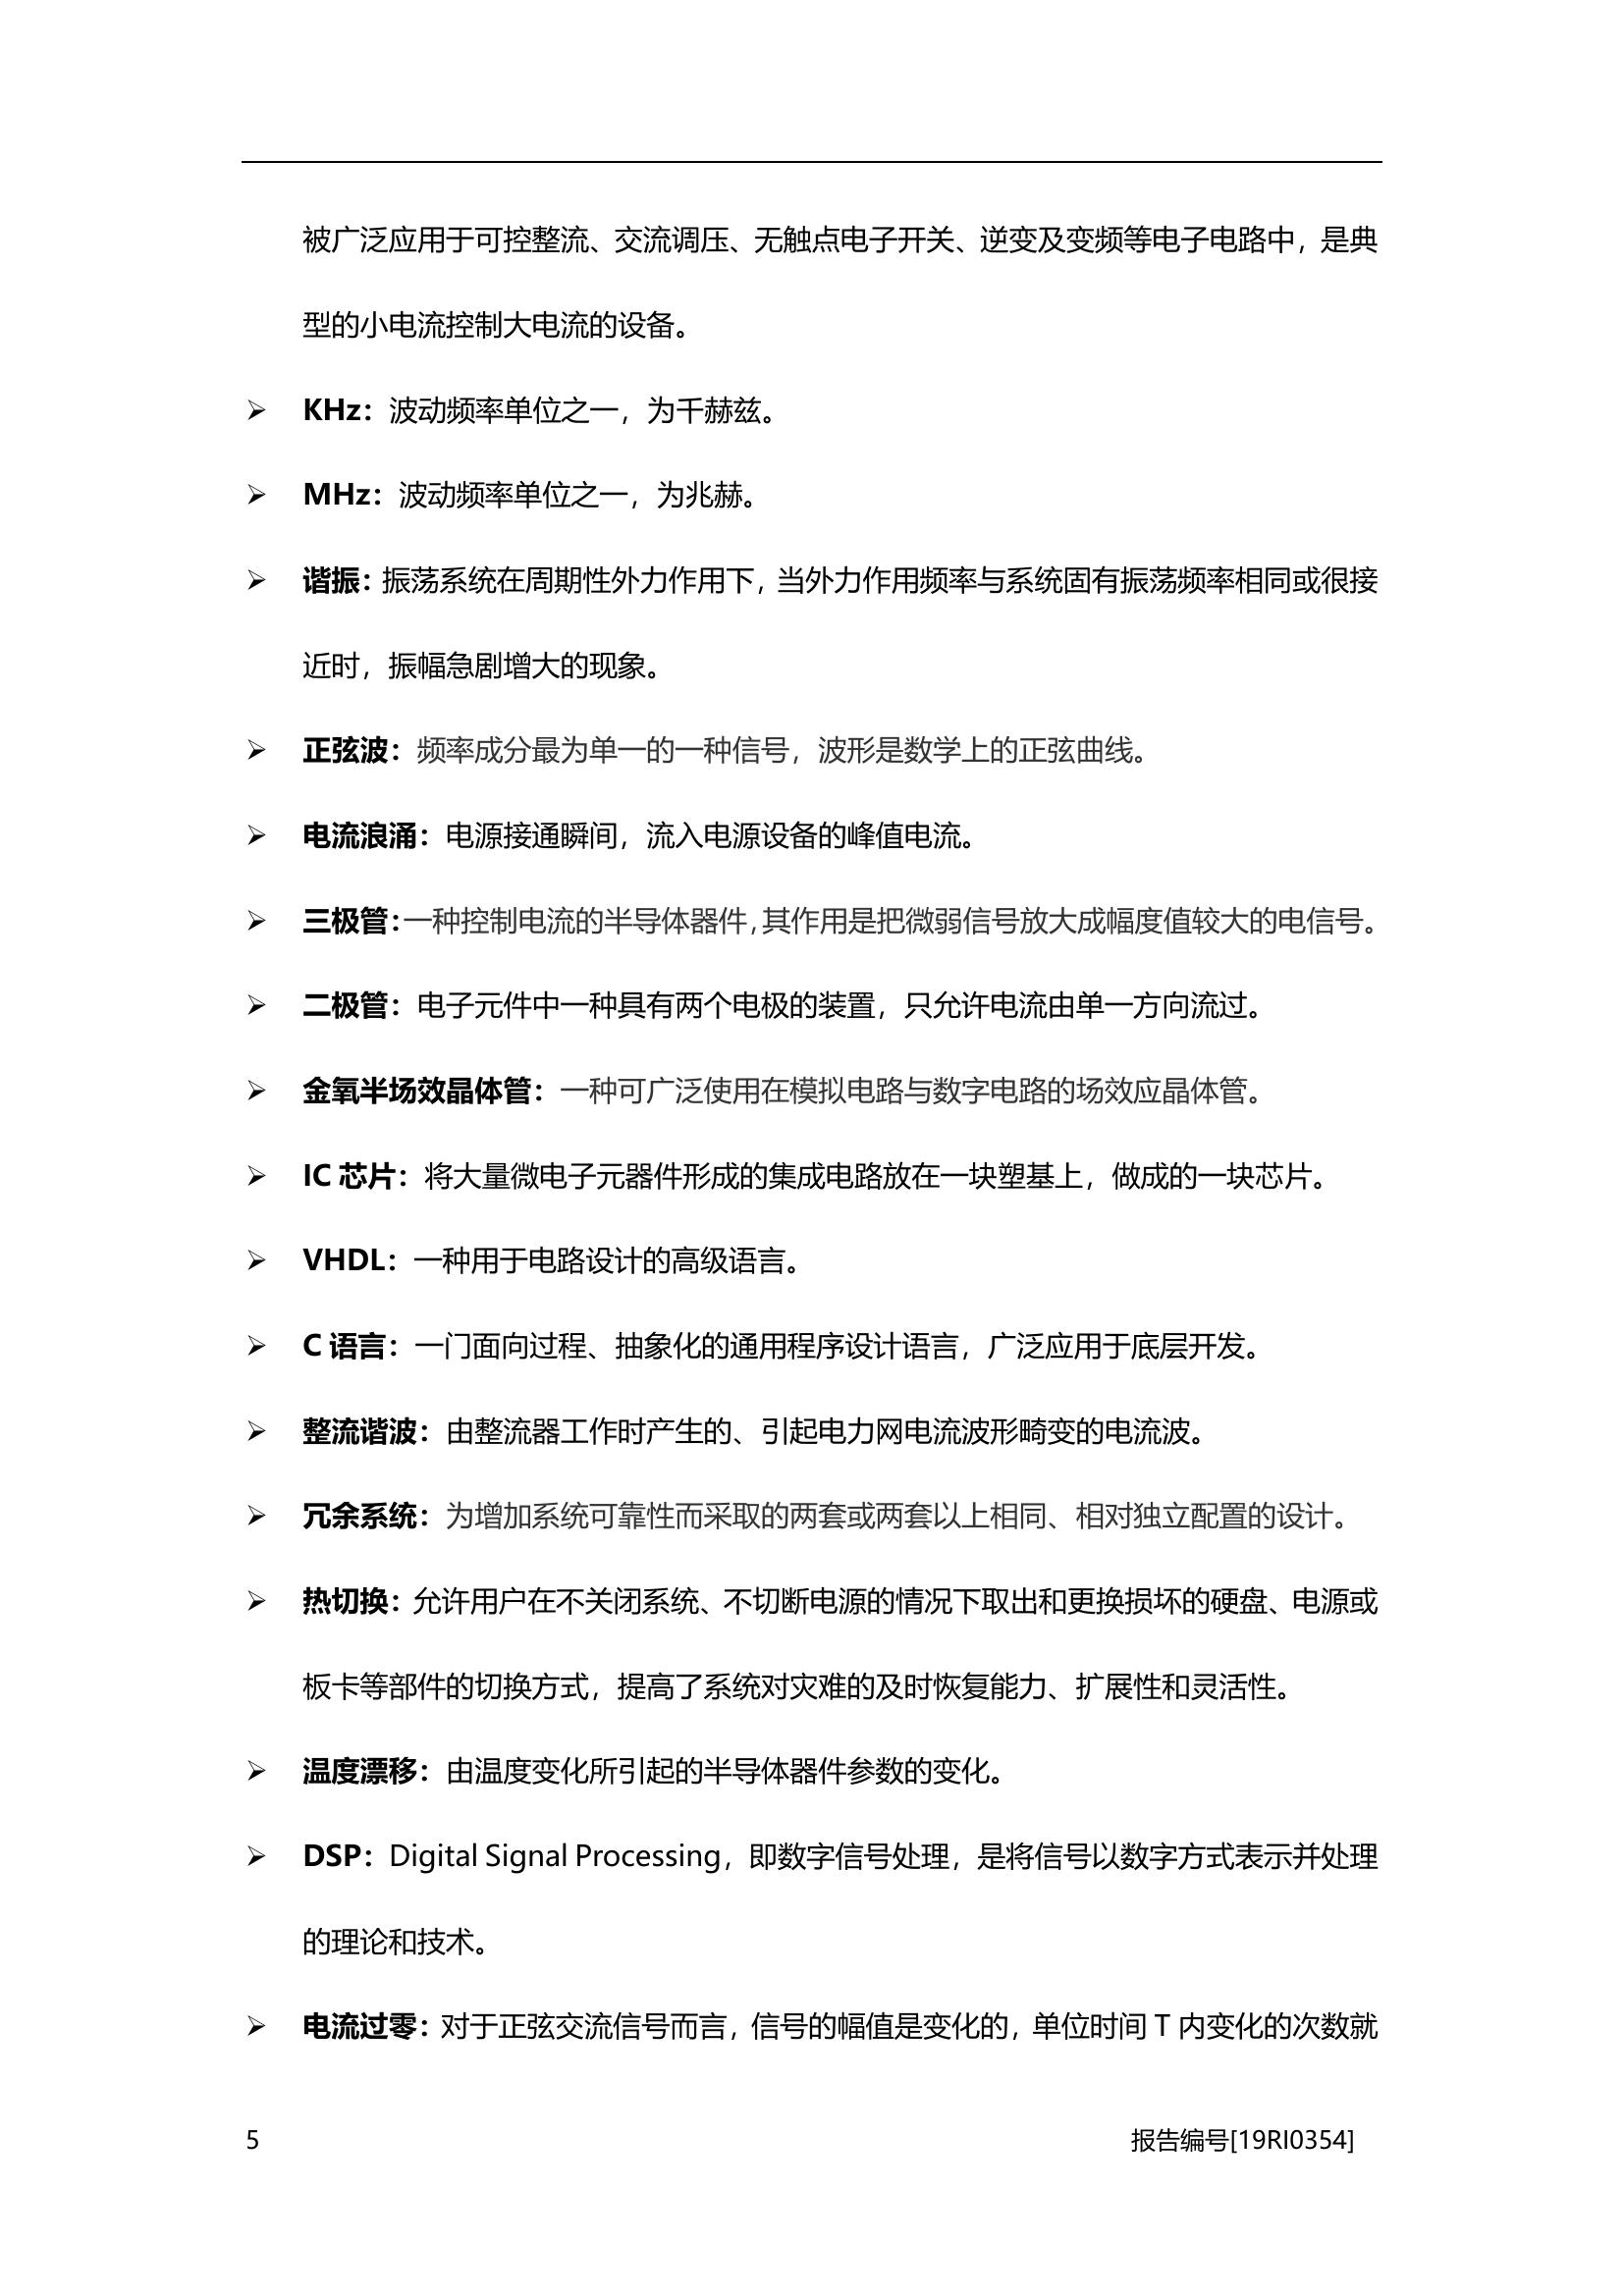 被广泛应用于可控整流、交流调压、无触点电子开关、逆变及变频等电子电路中，是典
型的小电流控制大电流的设备。
➢ KHz：波动频率单位之一，为千赫兹。
➢ MHz：波动频率单位之一，为兆赫。
➢ 谐振：振荡系统在周期性外力作用下，当外力作用频率与系统固有振荡频率相同或很接
近时，振幅急剧增大的现象。
➢ 正弦波：频率成分最为单一的一种信号，波形是数学上的正弦曲线。
➢ 电流浪涌：电源接通瞬间，流入电源设备的峰值电流。
➢ 三极管：一种控制电流的半导体器件，其作用是把微弱信号放大成幅度值较大的电信号。
➢ 二极管：电子元件中一种具有两个电极的装置，只允许电流由单一方向流过。
➢ 金氧半场效晶体管：一种可广泛使用在模拟电路与数字电路的场效应晶体管。
➢ IC 芯片：将大量微电子元器件形成的集成电路放在一块塑基上，做成的一块芯片。
➢ VHDL：一种用于电路设计的高级语言。
➢ C 语言：一门面向过程、抽象化的通用程序设计语言，广泛应用于底层开发。
➢ 整流谐波：由整流器工作时产生的、引起电力网电流波形畸变的电流波。
➢ 冗余系统：为增加系统可靠性而采取的两套或两套以上相同、相对独立配置的设计。
➢ 热切换：允许用户在不关闭系统、不切断电源的情况下取出和更换损坏的硬盘、电源或
板卡等部件的切换方式，提高了系统对灾难的及时恢复能力、扩展性和灵活性。
➢ 温度漂移：由温度变化所引起的半导体器件参数的变化。
➢ DSP：Digital Signal Processing，即数字信号处理，是将信号以数字方式表示并处理
的理论和技术。
➢ 电流过零：对于正弦交流信号而言，信号的幅值是变化的，单位时间 T 内变化的次数就
5 报告编号[19RI0354]